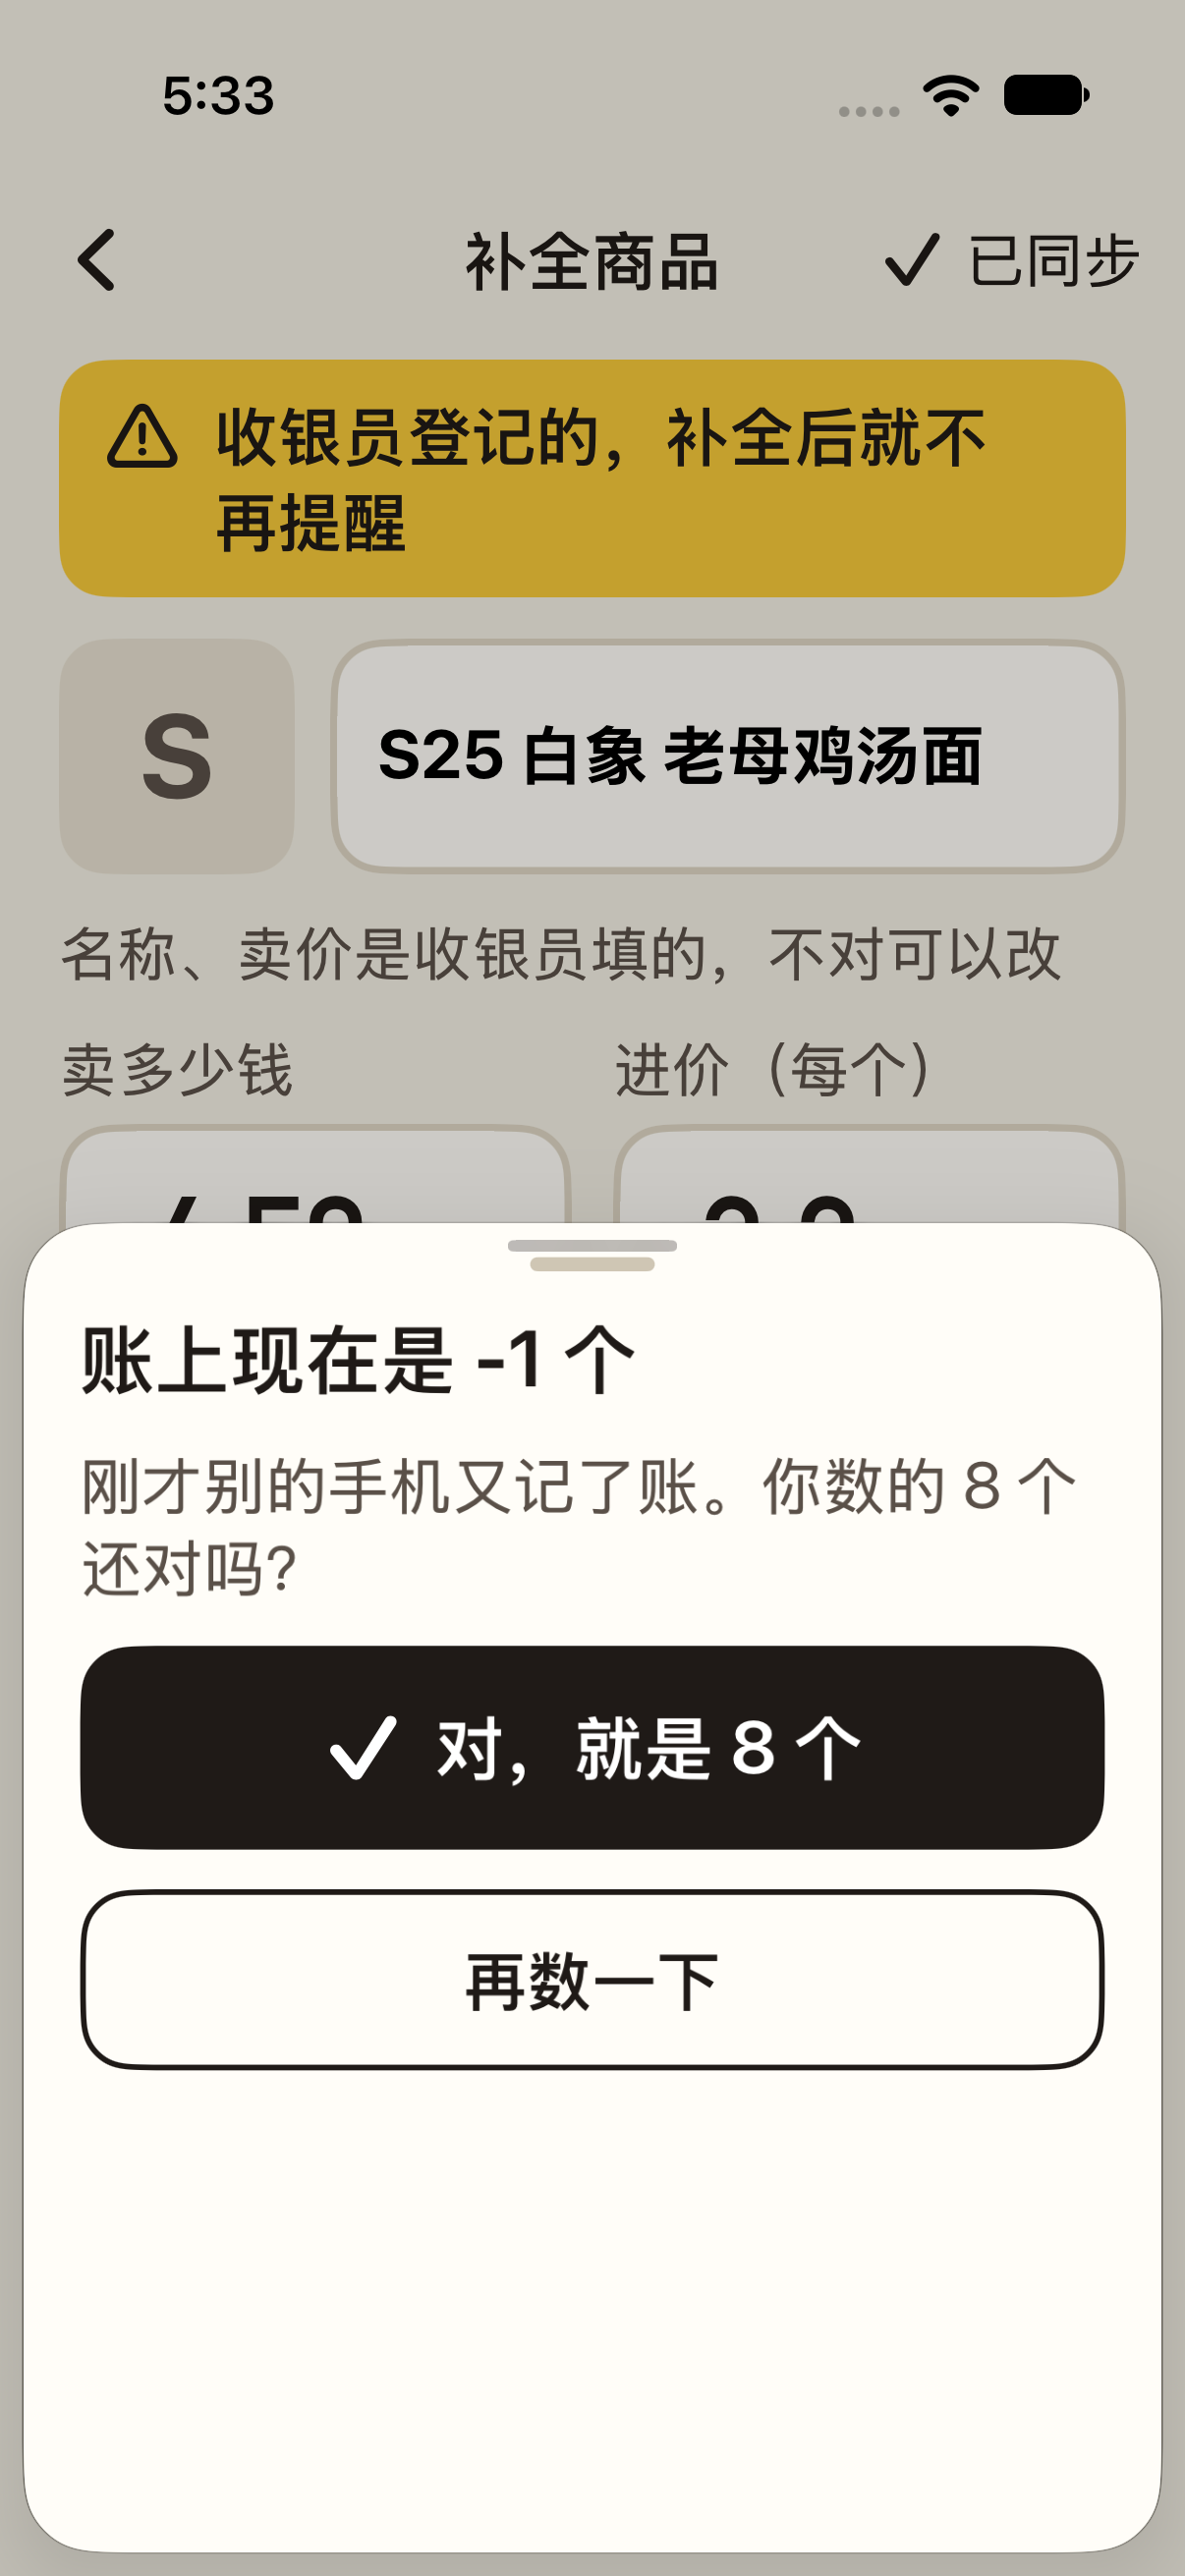 5:33
补全商品
已同步
收银员登记的，补全后就不
再提醒
S
S25 白象 老母鸡汤面
名称、卖价是收银员填的，不对可以改
卖多少钱
进价（每个）
账上现在是 -1 个
刚才别的手机又记了账。你数的 8 个
还对吗?
对，就是 8 个
再数一下